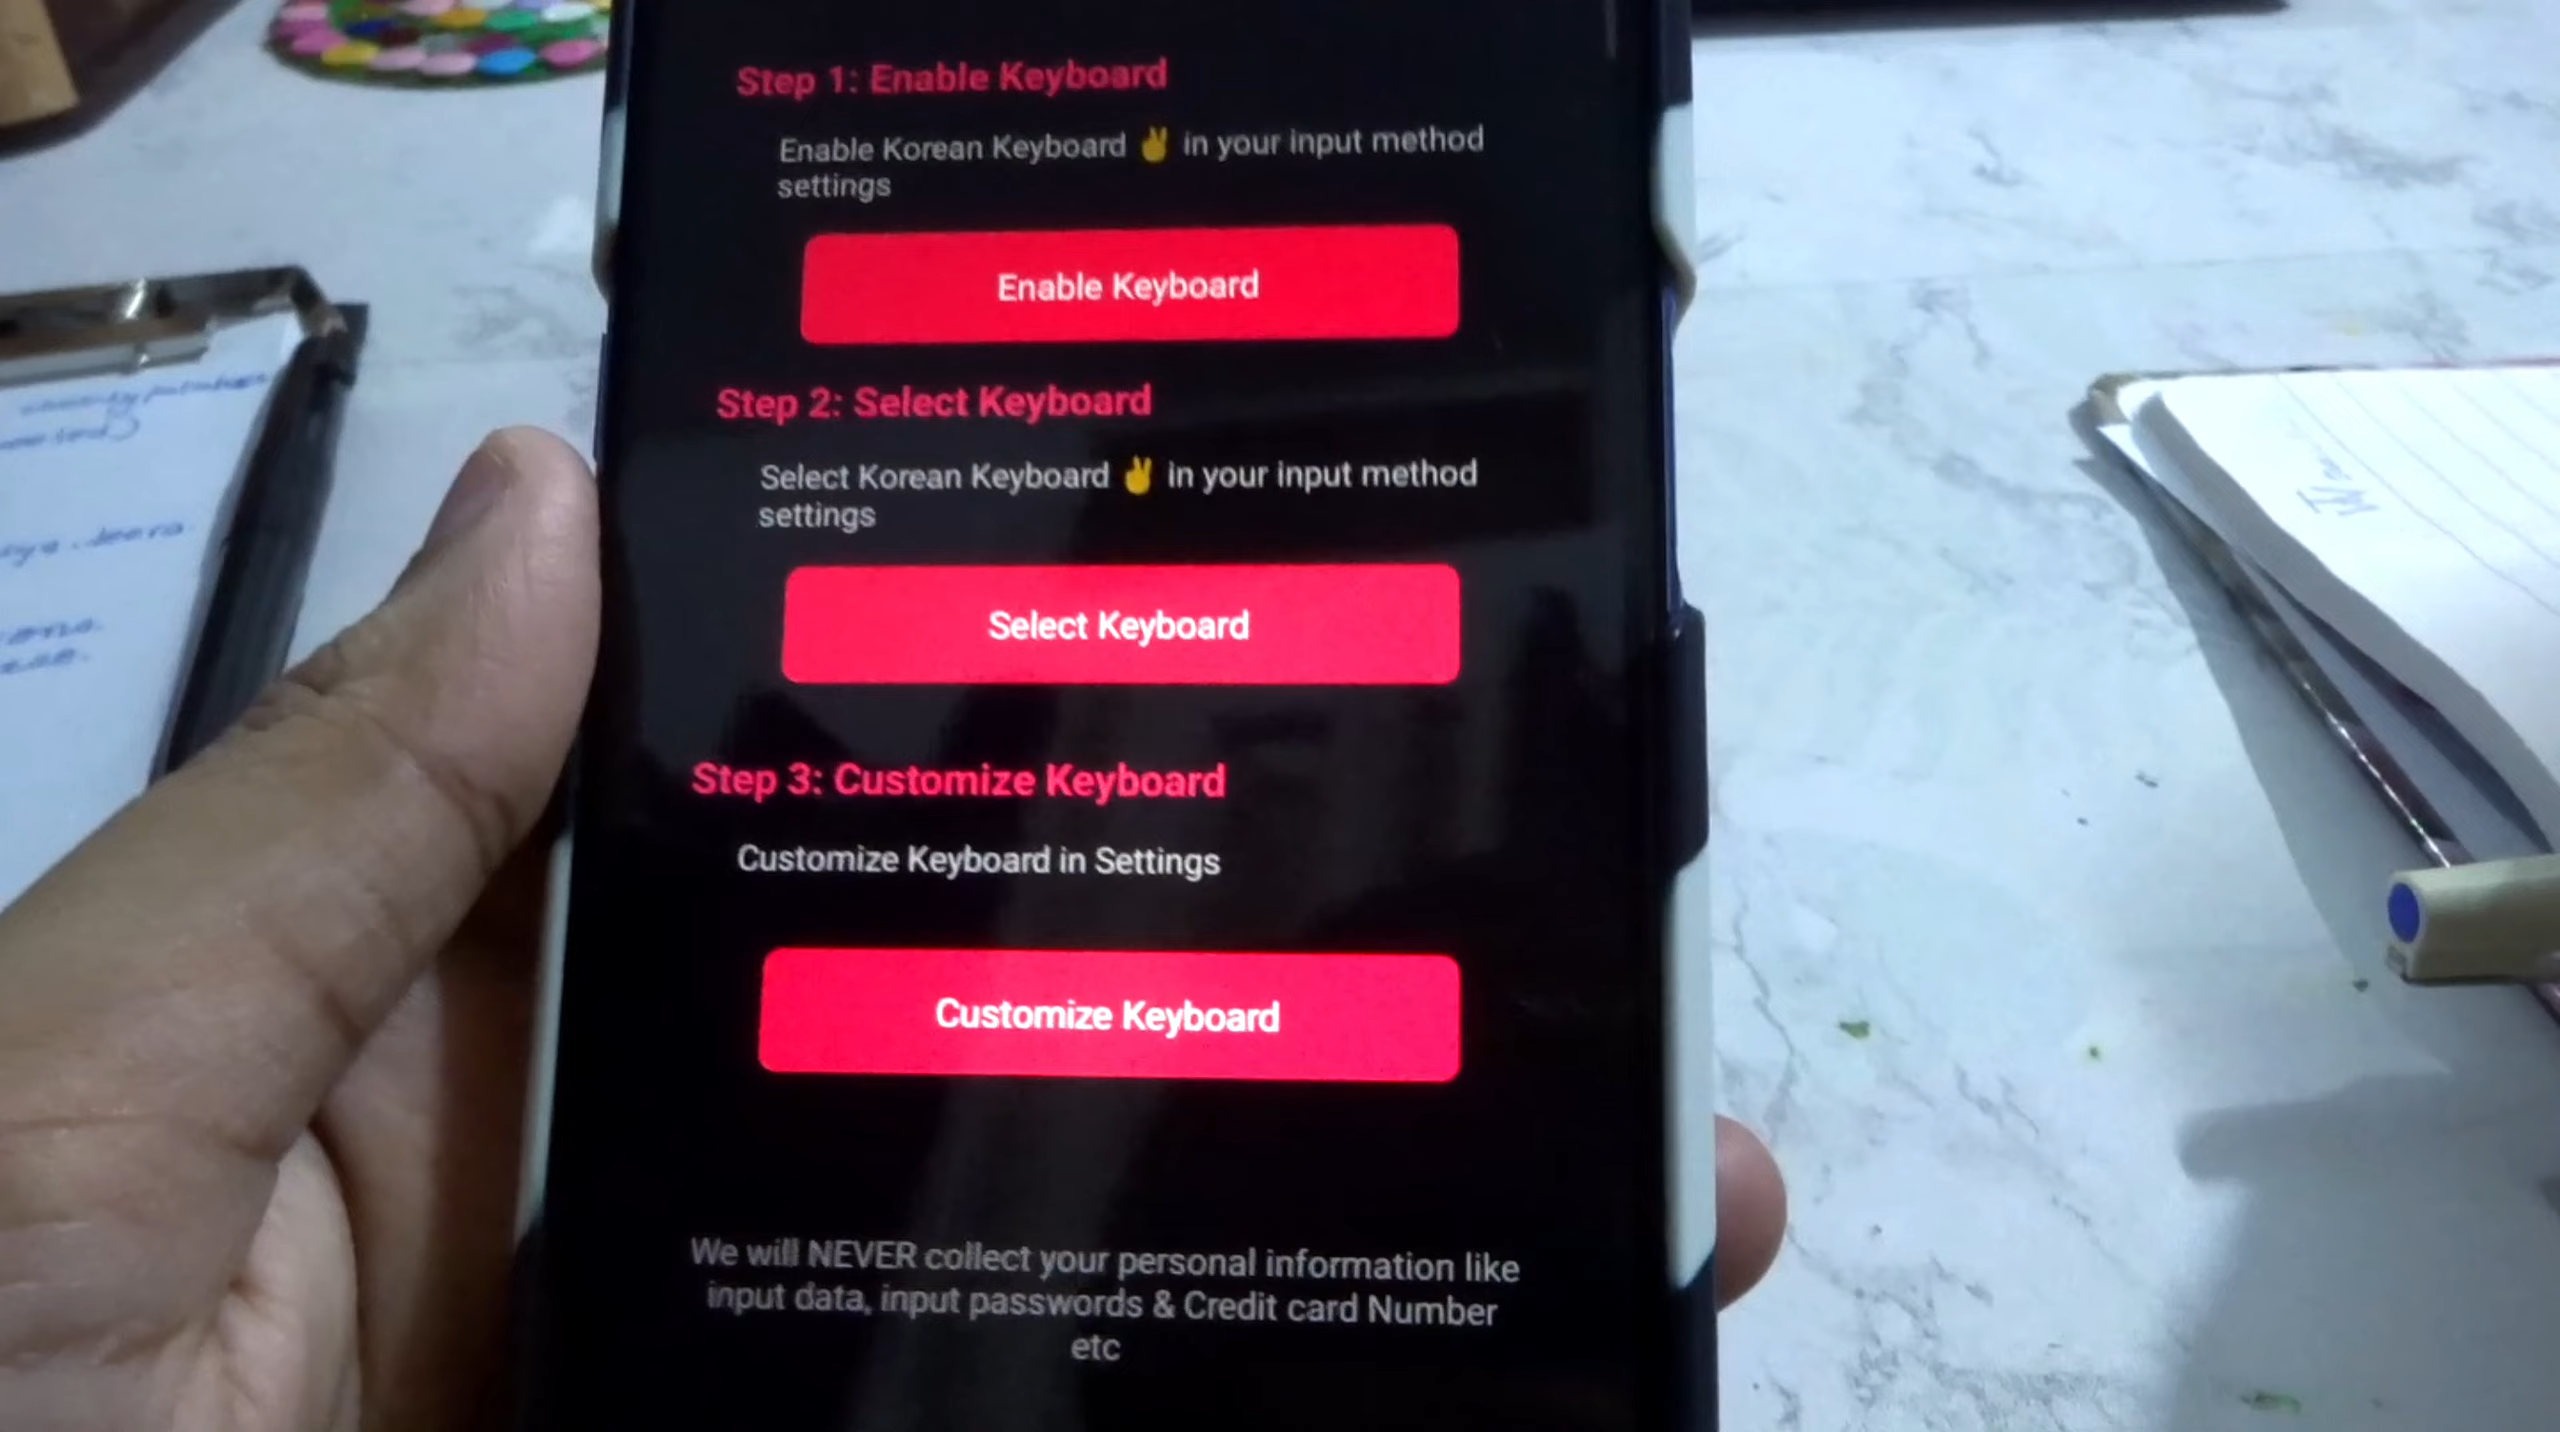 Step 1: Enable Keyboard
Enable Korean Keyboard ✌ in your input method
settings
Enable Keyboard
Step 2: Select Keyboard
Select Korean Keyboard ✌ in your input method
settings
Select Keyboard
Step 3: Customize Keyboard
Customize Keyboard in Settings
Customize Keyboard
We will NEVER collect your personal information like
input data, input passwords & Credit card Number
etc